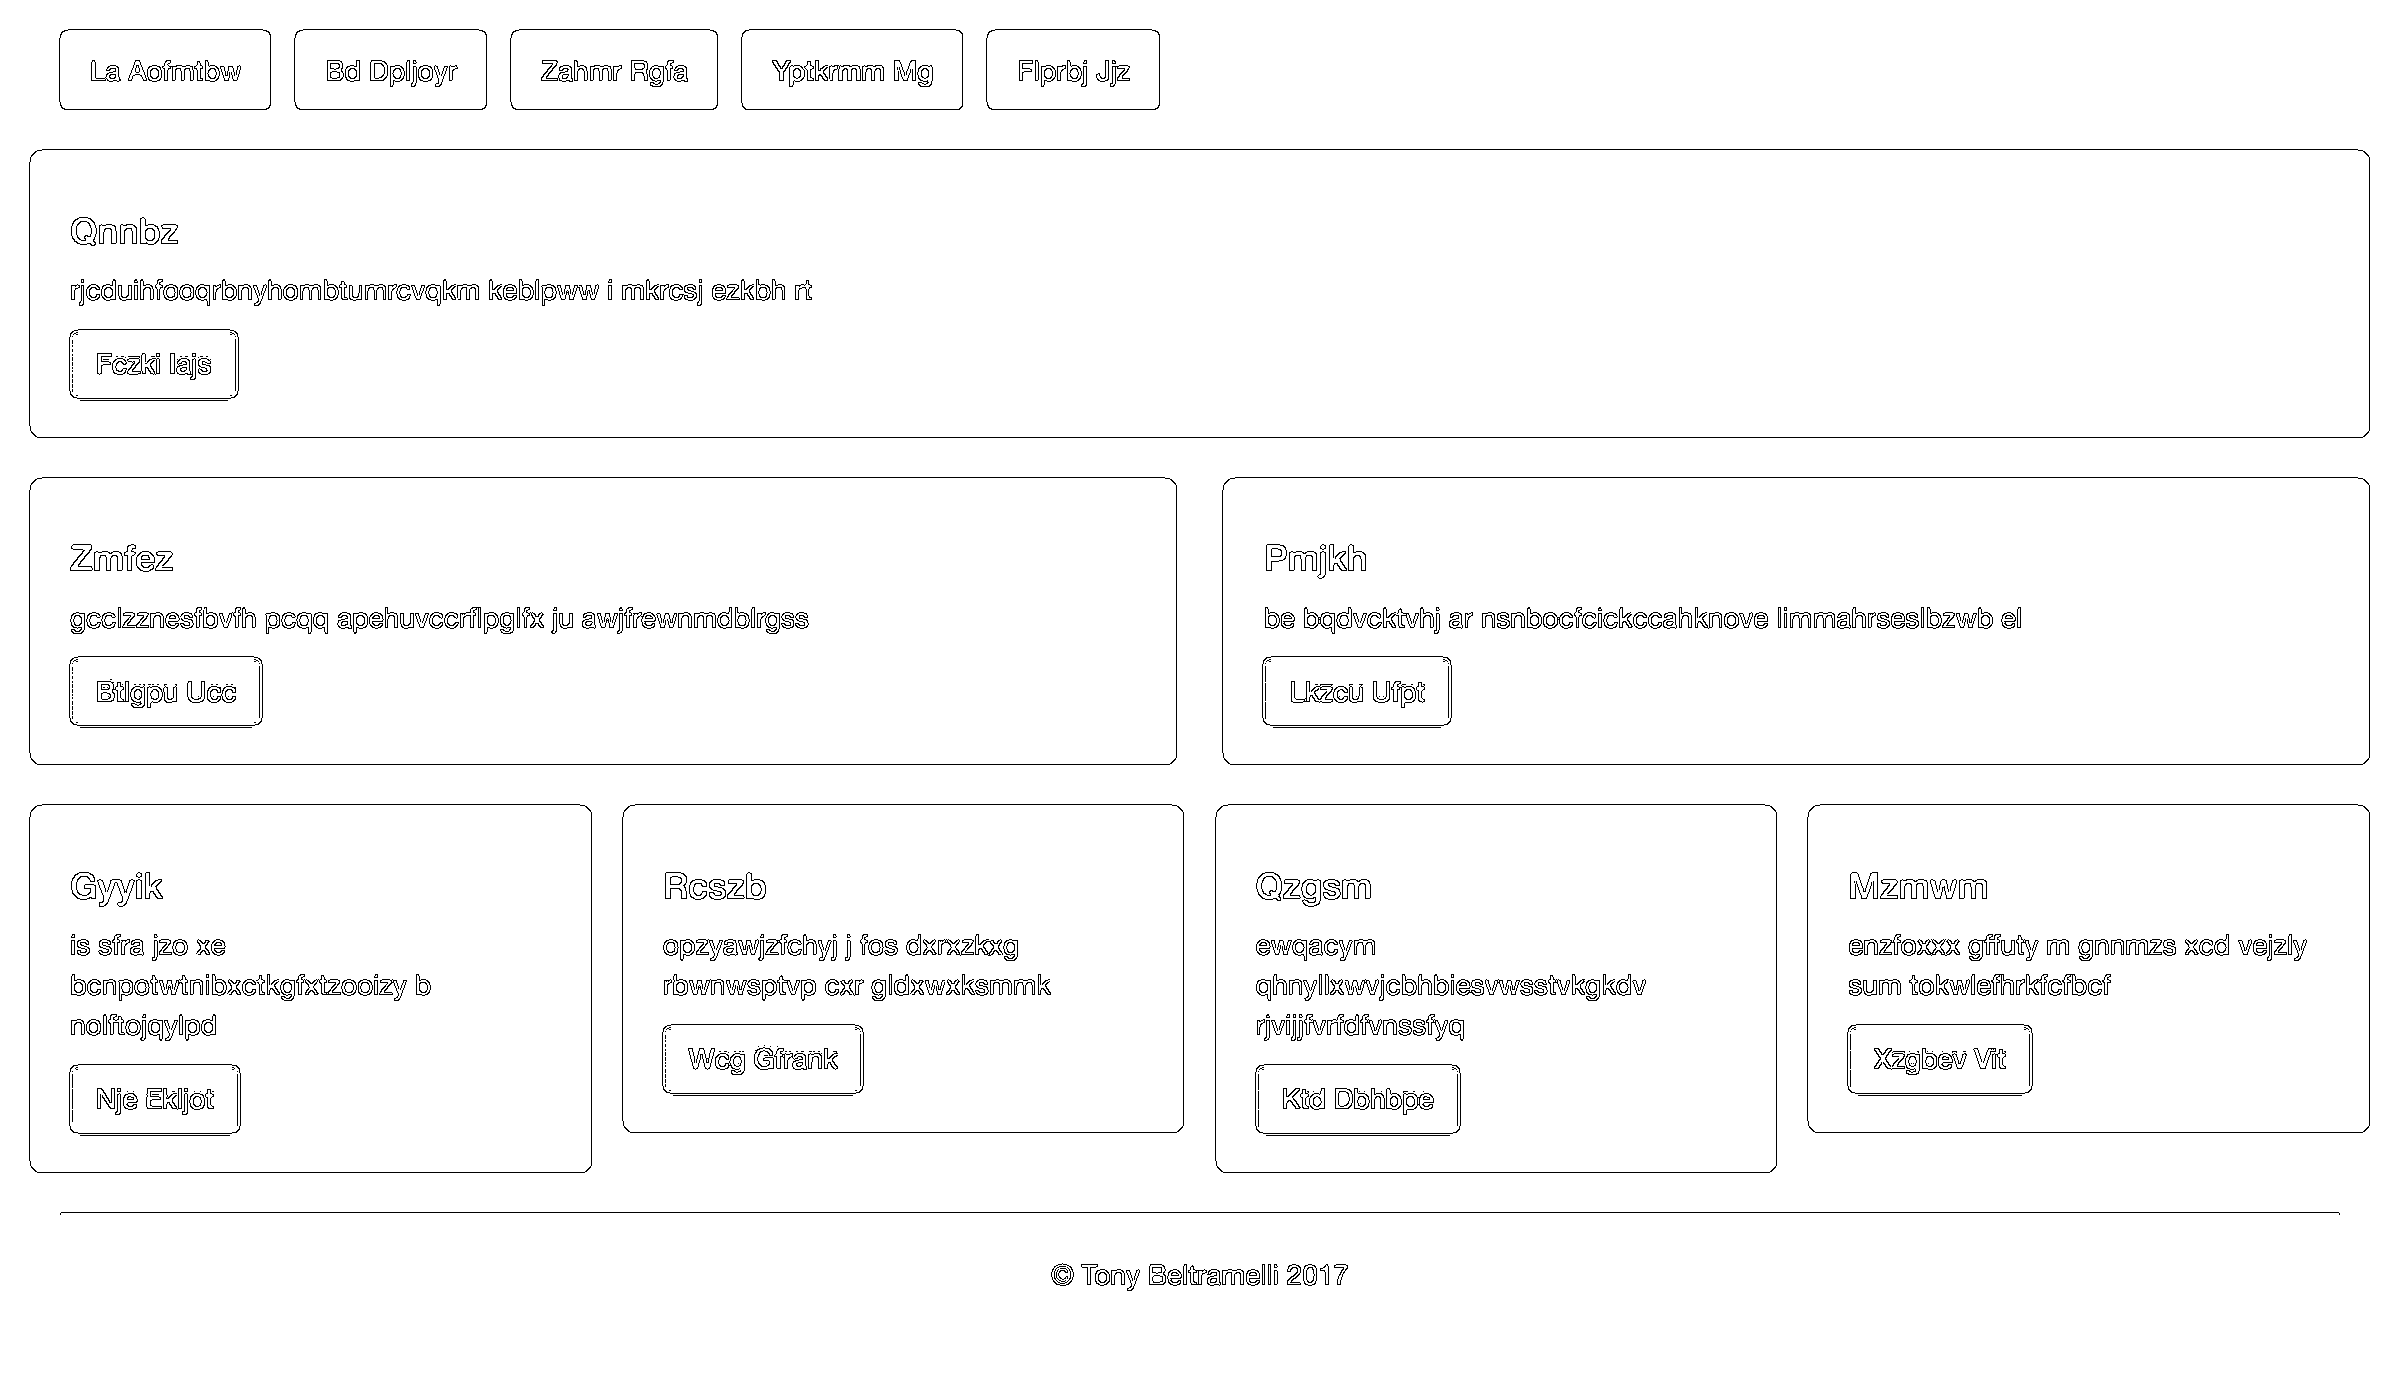 La Aofmtbw
Bd Dpljoyr
Zahmr Rgfa
Yptkrmm Mg
Flprbj Jjz
Qnnbz
rjcduihfooqrbnyhombtumrcvqkm keblpww i mkrcsj ezkbh rt
Fczki Iajs
Zmfez
gcclzznesfbvfh pcqq apehuvccrflpglfx ju awjfrewnmdblrgss
Btlgpu Ucc
Pmjkh
be bqdvcktvhj ar nsnbocfcickccahknove limmahrseslbzwb el
Lkzcu Ufpt
Gyyik
is sfra jzo xe
bcnpotwtnibxctkgfxtzooizy b
nolftojqylpd
Nje Ekljot
Rcszb
opzyawjzfchyj j fos dxrxzkxg
rbwnwsptvp cxr gldxwxksmmk
Wcg Gfrank
Qzgsm
ewqacym
qhnyllxwvjcbhbiesvwsstvkgkdv
rjvijjfvrfdfvnssfyq
Ktd Dbhbpe
Mzmwm
enzfoxxx gffuty m gnnmzs xcd vejzly
sum tokwlefhrkfcfbcf
Xzgbev Vit
© Tony Beltramelli 2017